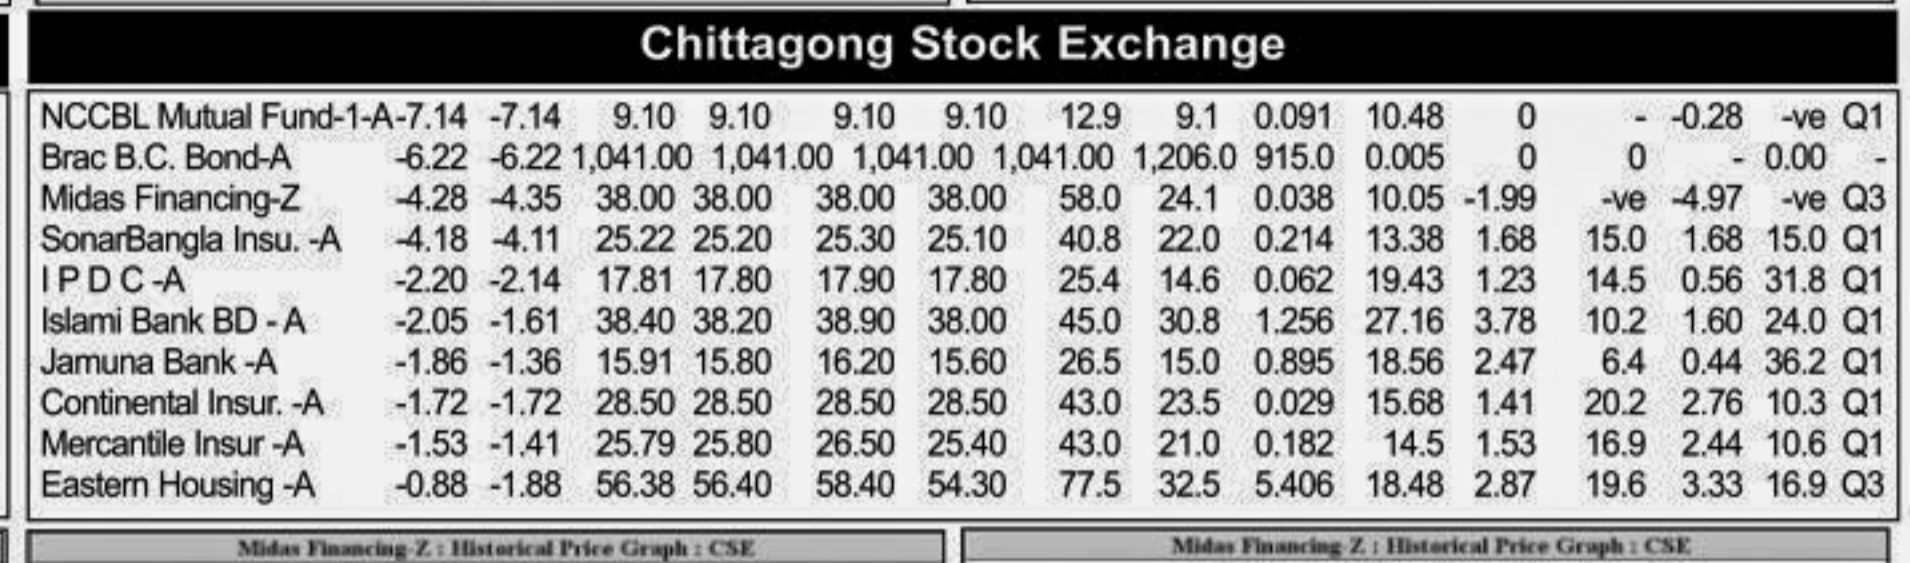 Chittagong Stock Exchange
NCCBL Mutual Fund-1-A -7.14 -7.14 9.10 9.10 9.10 9.10 12.9 9.1 0.091 10.48 0 - -0.28 -ve Q1
Brac B.C. Bond-A -6.22 -6.22 1,041.00 1,041.00 1,041.00 1,041.00 1,206.0 915.0 0.005 0 0 - 0.00 -
Midas Financing-Z -4.28 -4.35 38.00 38.00 38.00 38.00 58.0 24.1 0.038 10.05 -1.99 -ve -4.97 -ve Q3
SonarBangla Insu. -A -4.18 -4.11 25.22 25.20 25.30 25.10 40.8 22.0 0.214 13.38 1.68 15.0 1.68 15.0 Q1
I P D C -A -2.20 -2.14 17.81 17.80 17.90 17.80 25.4 14.6 0.062 19.43 1.23 14.5 0.56 31.8 Q1
Islami Bank BD - A -2.05 -1.61 38.40 38.20 38.90 38.00 45.0 30.8 1.256 27.16 3.78 10.2 1.60 24.0 Q1
Jamuna Bank -A -1.86 -1.36 15.91 15.80 16.20 15.60 26.5 15.0 0.895 18.56 2.47 6.4 0.44 36.2 Q1
Continental Insur. -A -1.72 -1.72 28.50 28.50 28.50 28.50 43.0 23.5 0.029 15.68 1.41 20.2 2.76 10.3 Q1
Mercantile Insur -A -1.53 -1.41 25.79 25.80 26.50 25.40 43.0 21.0 0.182 14.5 1.53 16.9 2.44 10.6 Q1
Eastern Housing -A -0.88 -1.88 56.38 56.40 58.40 54.30 77.5 32.5 5.406 18.48 2.87 19.6 3.33 16.9 Q3
Midas Financing-Z : Historical Price Graph : CSE
Midas Financing-Z : Historical Price Graph : CSE